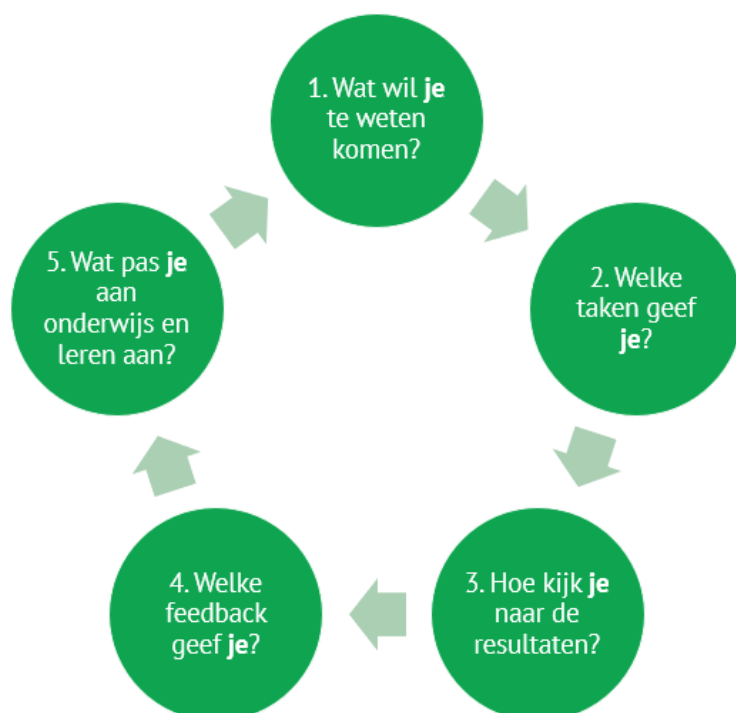 1. Wat wil je
te weten
komen?
2. Welke
taken geef
je?
3. Hoe kijk je
naar de
resultaten?
4. Welke
feedback
geef je?
5. Wat pas je
aan
onderwijs en
leren aan?